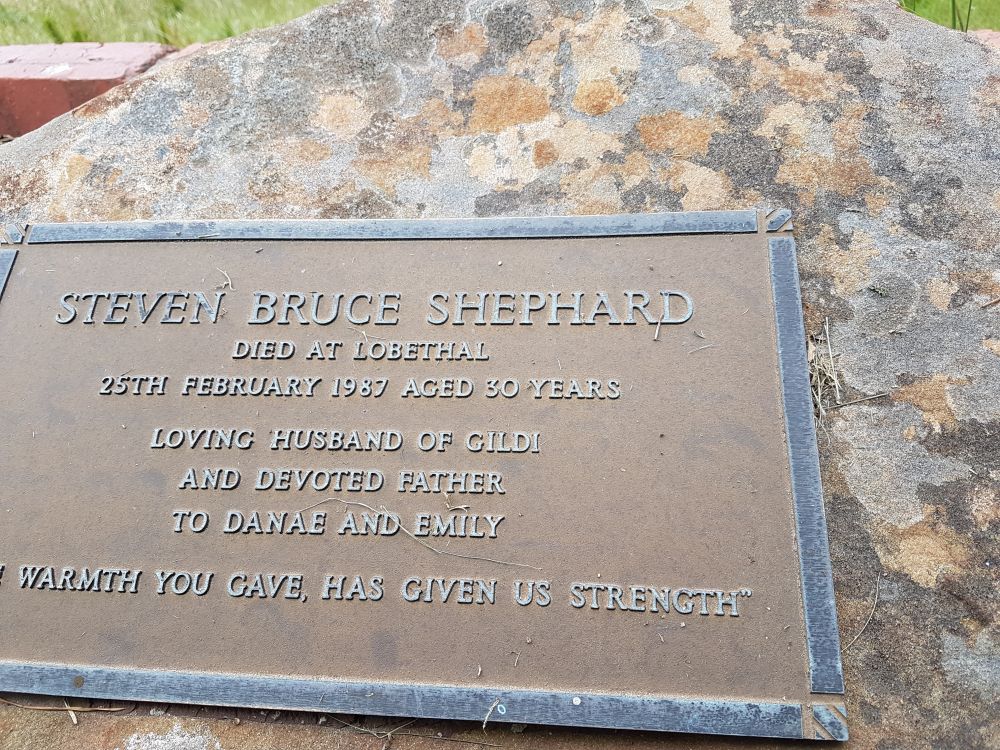 STEVEN BRUCE SHEPHARD
DIED AT LOBETHAL
25TH FEBRUARY 1987 AGED 30 YEARS
LOVING HUSBAND OF GILDI
AND DEVOTED FATHER
TO DANAE AND EMILY
WARMTH YOU GAVE, HAS GIVEN US STRENGTH"